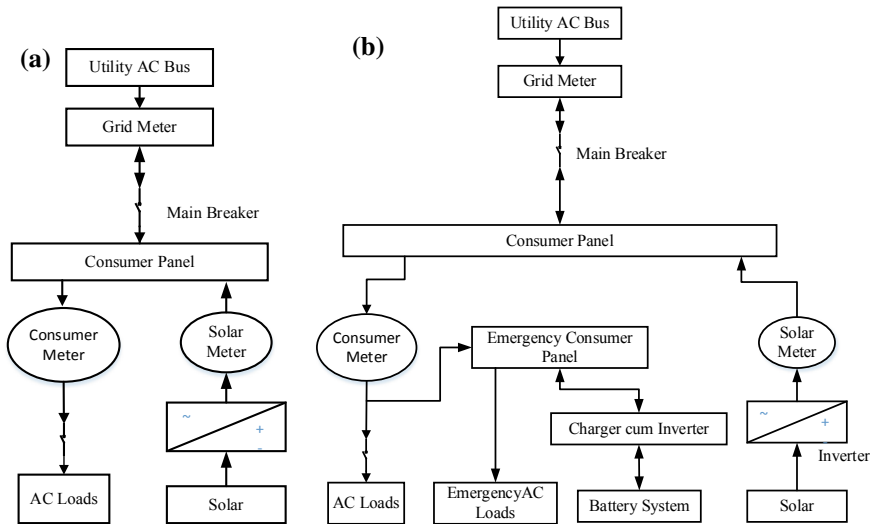 (a)
Utility AC Bus
Grid Meter
Main Breaker
Consumer Panel
Consumer
Meter
Solar
Meter
~
+
-
AC Loads
Solar
(b)
Utility AC Bus
Grid Meter
Main Breaker
Consumer Panel
Consumer
Meter
Emergency Consumer
Panel
Solar
Meter
~
+
-
Charger cum Inverter
Inverter
AC Loads
EmergencyAC
Loads
Battery System
Solar